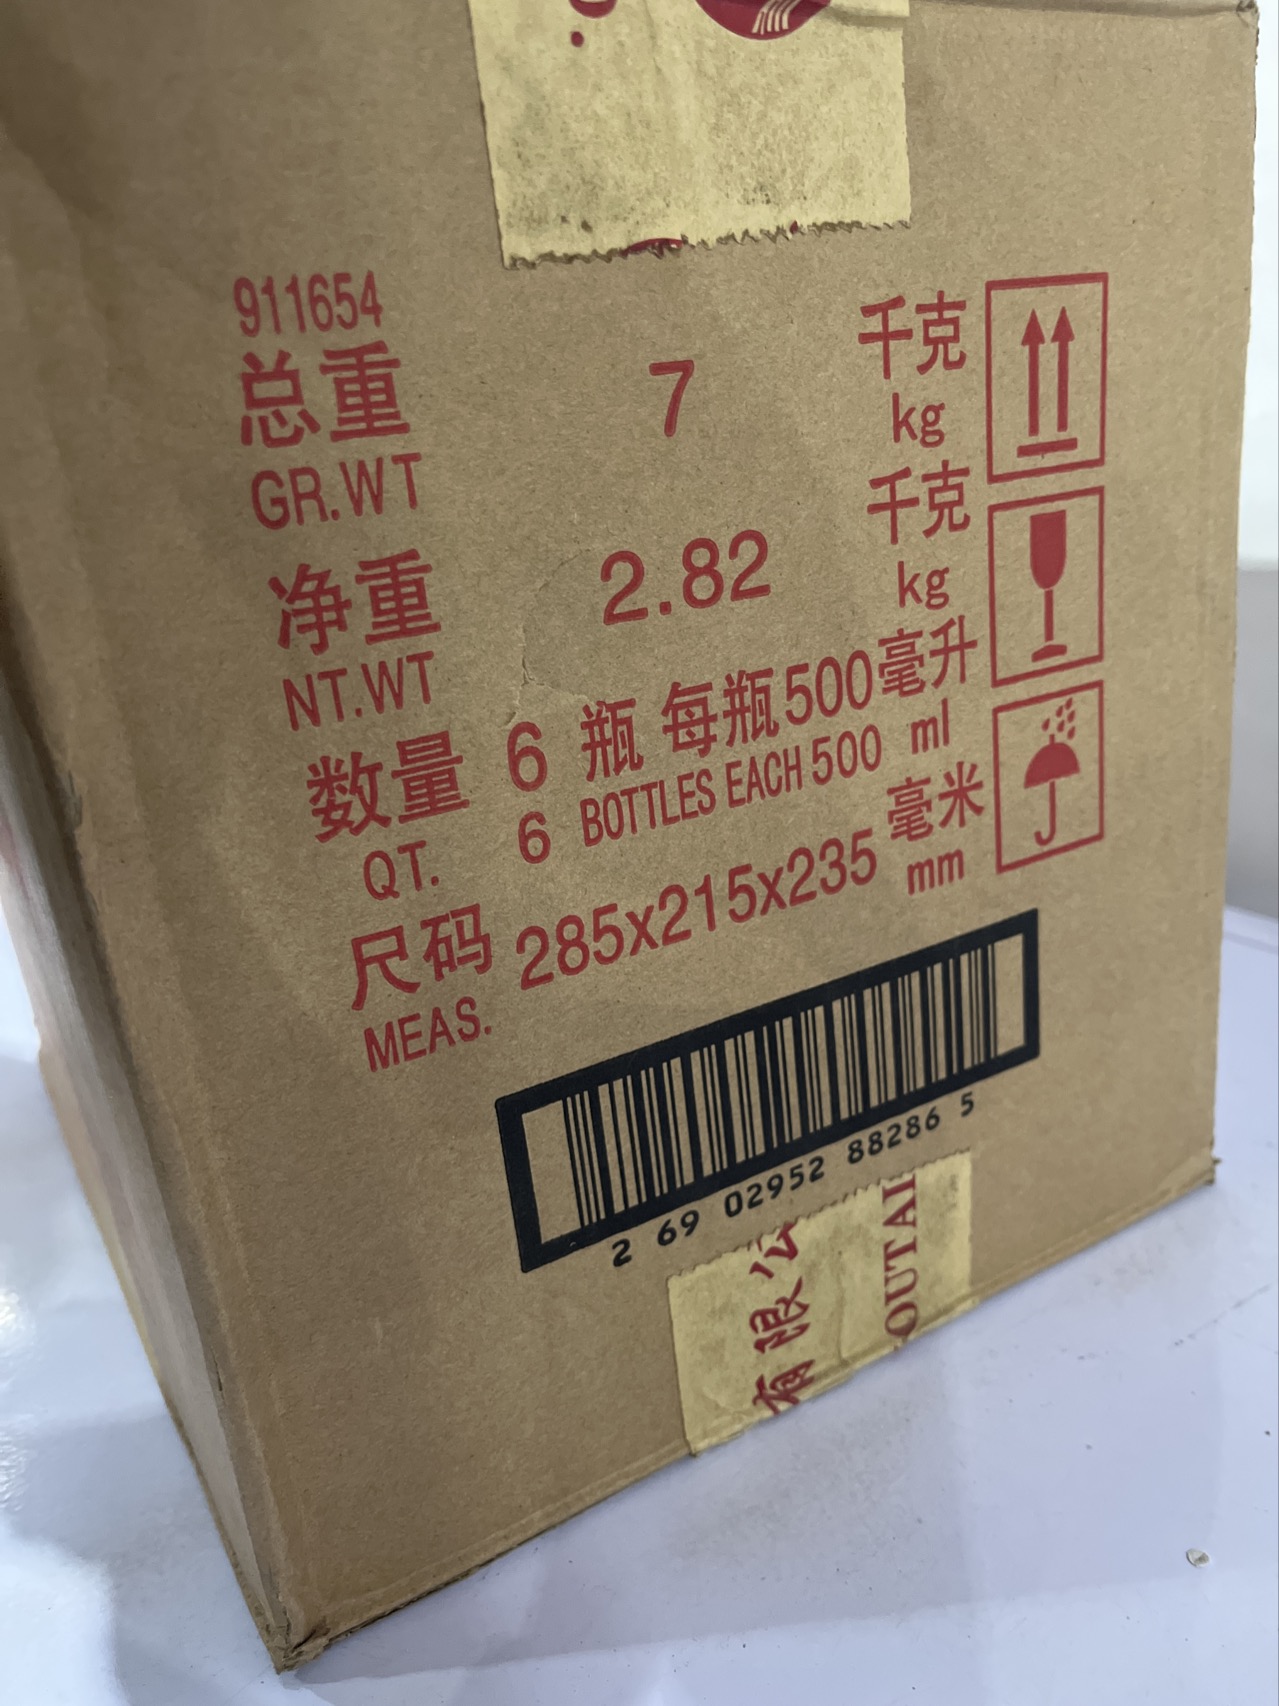 911654
总重 7 千克
GR.WT kg
净重 2.82 千克
NT.WT kg
数量 6 瓶 每瓶500毫升
QT. 6 BOTTLES EACH 500 ml
尺码 285x215x235 毫米
MEAS. mm
2 69 02952 88286 5
有限公
OUTAI